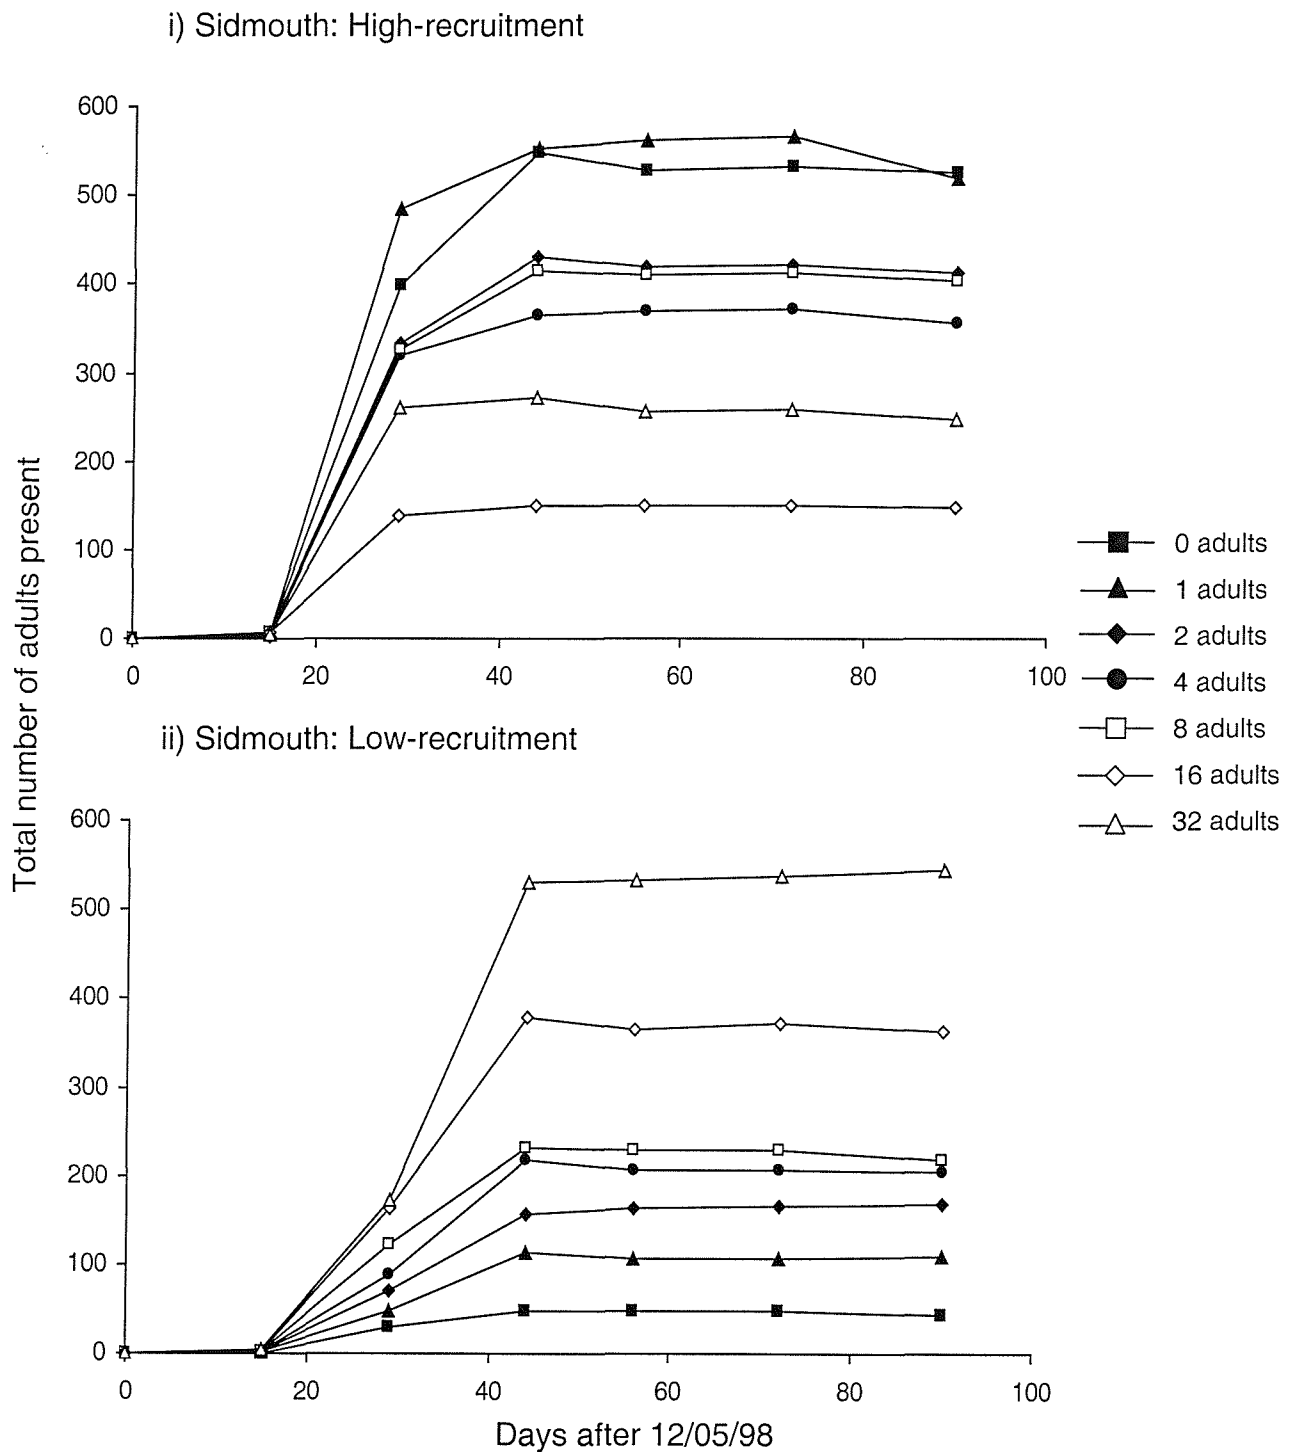 i) Sidmouth: High-recruitment
600
500
400
300
200
100
0
0 20 40 60 80 100
Total number of adults present
0 adults
1 adults
2 adults
4 adults
8 adults
16 adults
32 adults
ii) Sidmouth: Low-recruitment
600
500
400
300
200
100
0
0 20 40 60 80 100
Days after 12/05/98